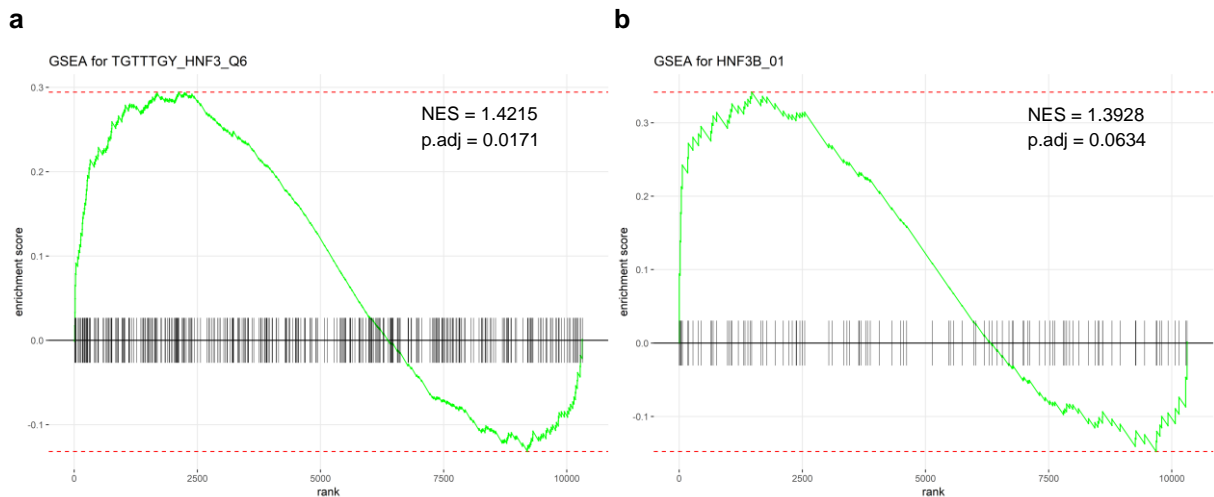 a
GSEA for TGTTTGY_HNF3_Q6
NES = 1.4215
p.adj = 0.0171
enrichment score
0.3
0.2
0.1
0.0
-0.1
0
2500
5000
7500
10000
rank
b
GSEA for HNF3B_01
NES = 1.3928
p.adj = 0.0634
enrichment score
0.3
0.2
0.1
0.0
-0.1
0
2500
5000
7500
10000
rank